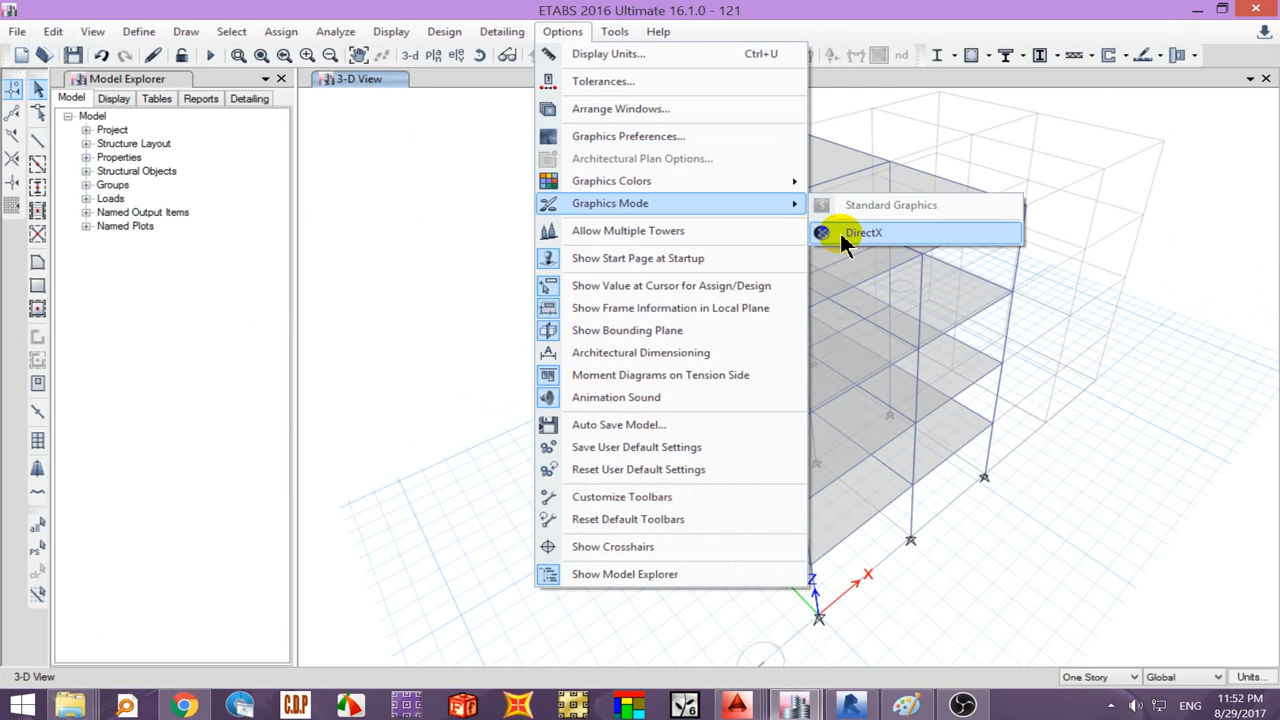 ETABS 2016 Ultimate 16.1.0 - 121
File Edit View Define Draw Select Assign Analyze Display Design Detailing Options Tools Help
3-d nd
Model Explorer
3-D View
Model Display Tables Reports Detailing
Model
Project
Structure Layout
Properties
Structural Objects
Groups
Loads
Named Output Items
Named Plots
Display Units... Ctrl+U
Tolerances...
Arrange Windows...
Graphics Preferences...
Architectural Plan Options...
Graphics Colors
Graphics Mode
Allow Multiple Towers
Show Start Page at Startup
Show Value at Cursor for Assign/Design
Show Frame Information in Local Plane
Show Bounding Plane
Architectural Dimensioning
Moment Diagrams on Tension Side
Animation Sound
Auto Save Model...
Save User Default Settings
Reset User Default Settings
Customize Toolbars
Reset Default Toolbars
Show Crosshairs
Show Model Explorer
Standard Graphics
DirectX
Z X
all
PS
clr
3-D View One Story Global Units...
C.D.P
6
ENG
11:52 PM
8/29/2017